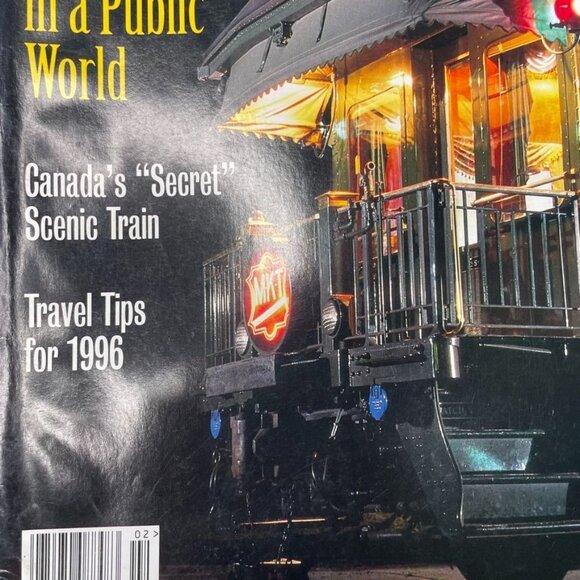 in a Public
World
Canada's "Secret"
Scenic Train
MKT
Travel Tips
for 1996
02>